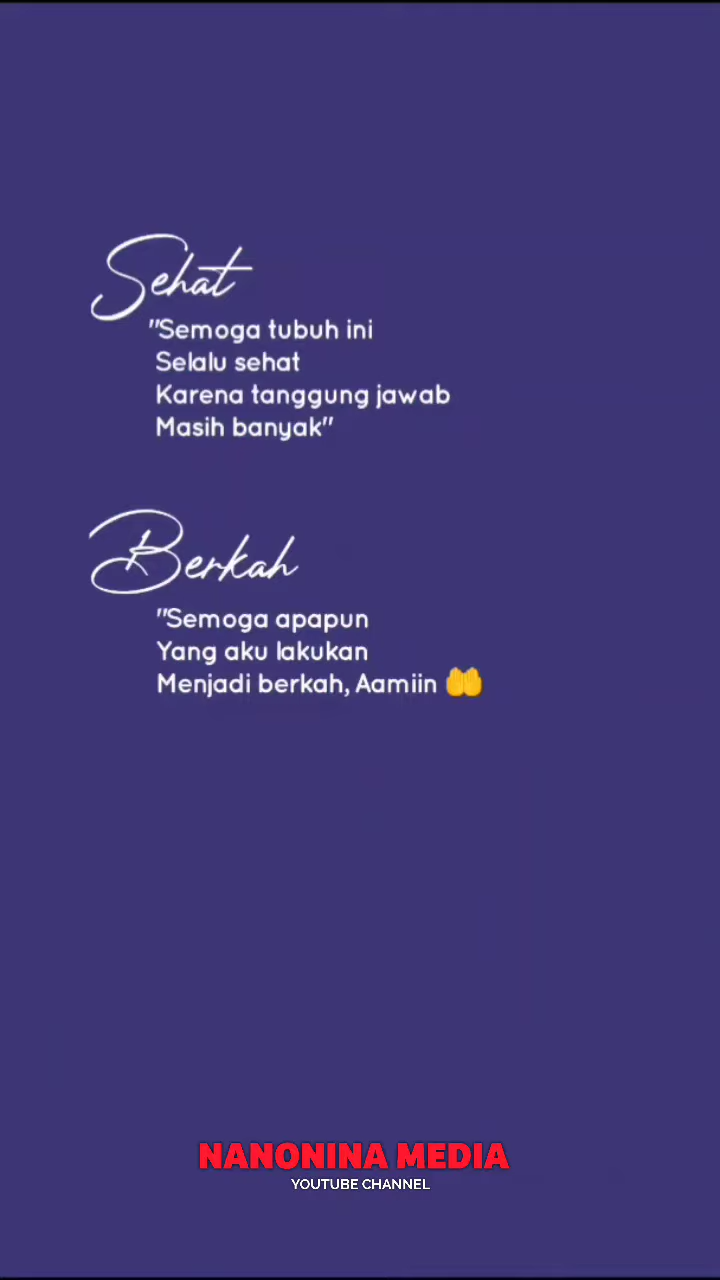 Sehat
"Semoga tubuh ini
Selalu sehat
Karena tanggung jawab
Masih banyak"
Berkah
"Semoga apapun
Yang aku lakukan
Menjadi berkah, Aamiin 🤲
NANONINA MEDIA
YOUTUBE CHANNEL